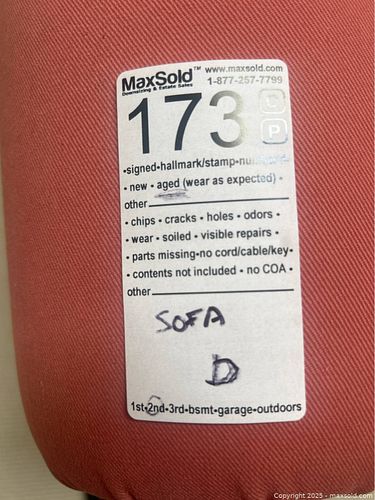 MaxSold™ www.maxsold.com
Downsizing & Estate Sales 1-877-257-7799
173 C
P
•signed•hallmark/stamp•
• new • aged (wear as expected) •
other
• chips • cracks • holes • odors •
• wear • soiled • visible repairs •
• parts missing•no cord/cable/key•
• contents not included • no COA •
other
SOFA
D
1st•2nd•3rd•bsmt•garage•outdoors
Copyright 2025 - maxsold.com